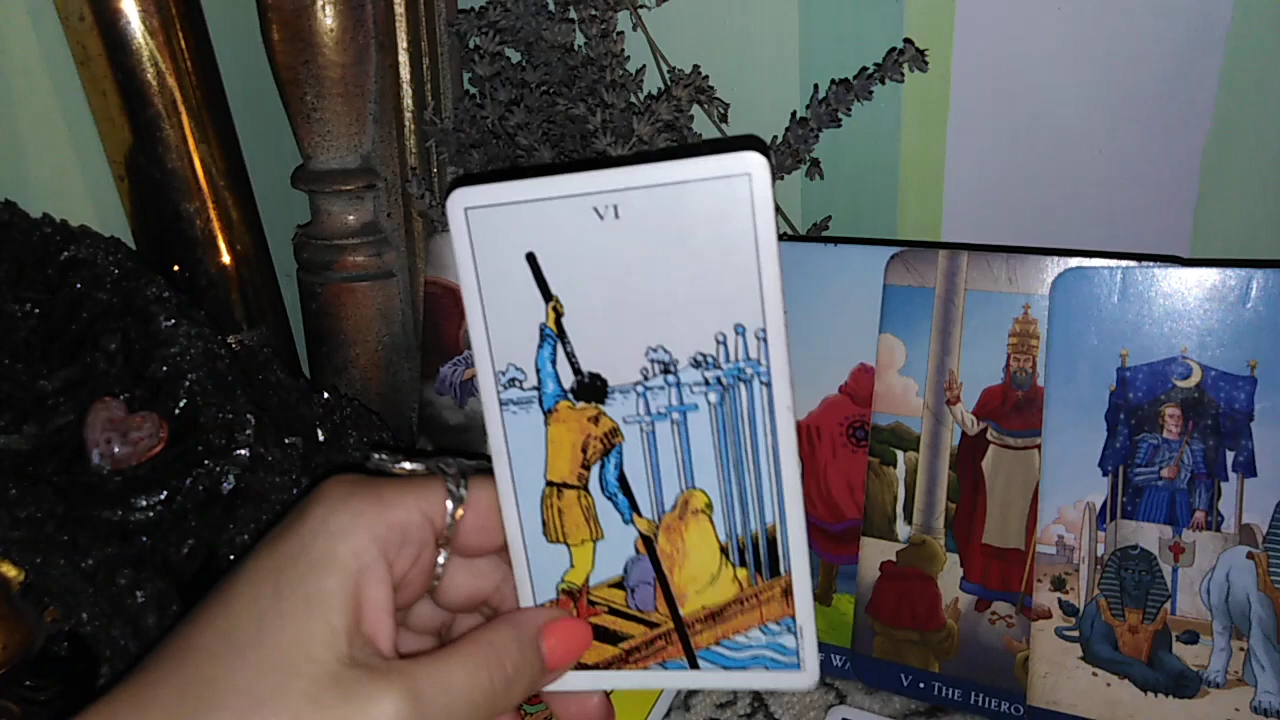 VI
F WA
V • THE HIERO